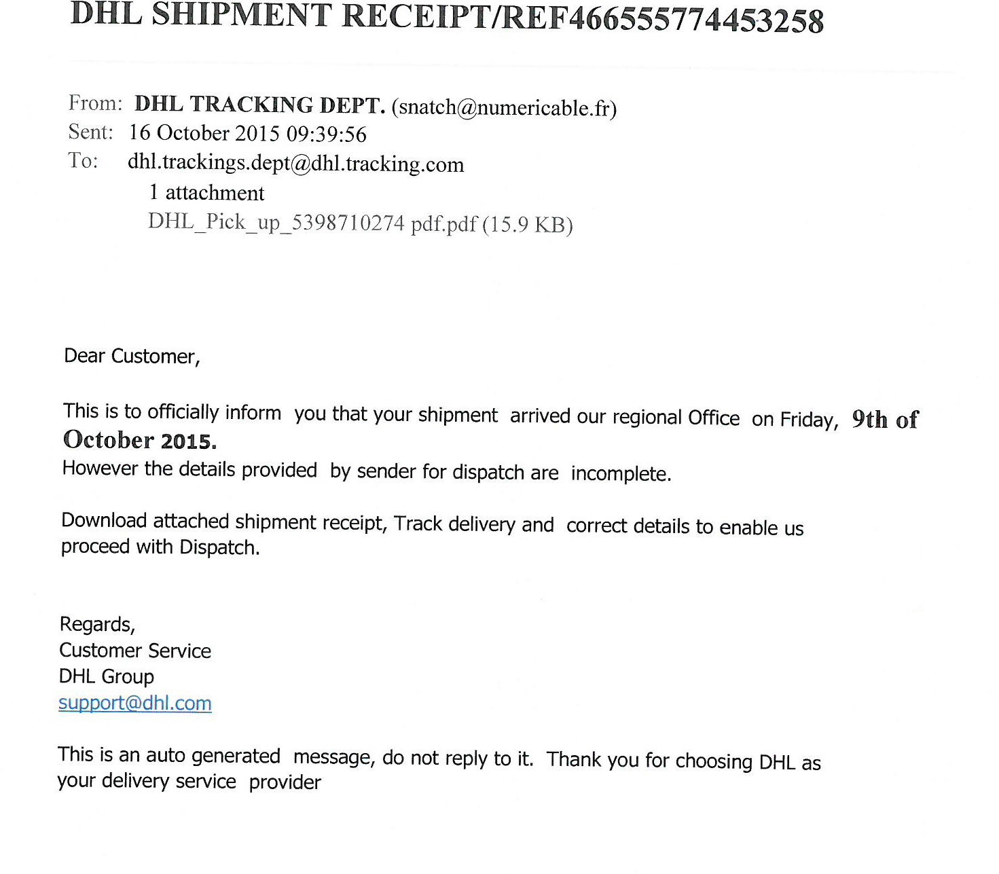 DHL SHIPMENT RECEIPT/REF466555774453258
From: DHL TRACKING DEPT. (snatch@numericable.fr)
Sent: 16 October 2015 09:39:56
To: dhl.trackings.dept@dhl.tracking.com
1 attachment
DHL_Pick_up_5398710274 pdf.pdf (15.9 KB)
Dear Customer,
This is to officially inform you that your shipment arrived our regional Office on Friday, 9th of
October 2015.
However the details provided by sender for dispatch are incomplete.
Download attached shipment receipt, Track delivery and correct details to enable us
proceed with Dispatch.
Regards,
Customer Service
DHL Group
support@dhl.com
This is an auto generated message, do not reply to it. Thank you for choosing DHL as
your delivery service provider